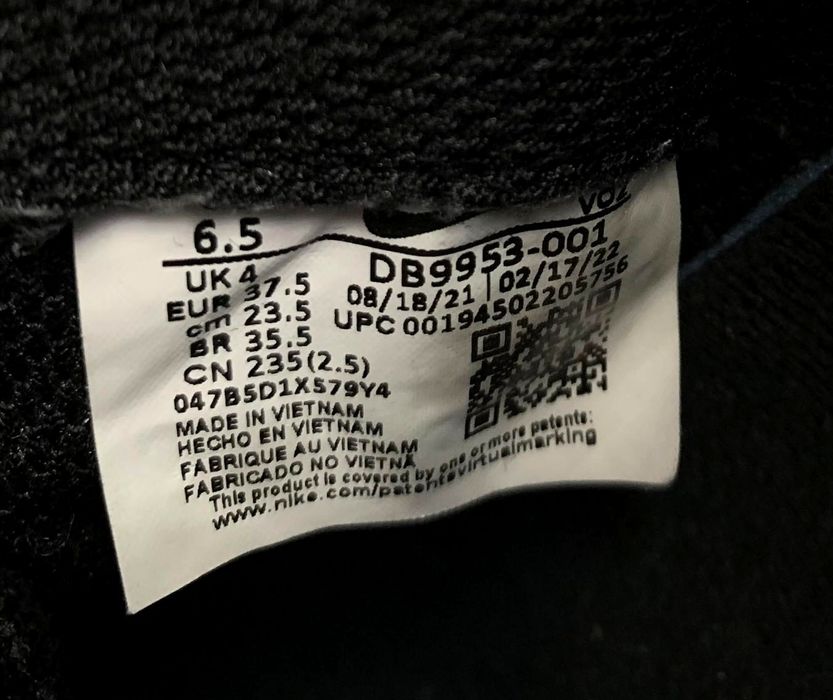 6.5
VOZ
UK 4
EUR 37.5
cm 23.5
BR 35.5
CN 235(2.5)
DB9953-001
08/18/21 | 02/17/22
UPC 00194502205756
047B5D1X579Y4
MADE IN VIETNAM
HECHO EN VIETNAM
FABRIQUE AU VIETNAM
FABRICADO NO VIETNA
This product is covered by one or more patents:
www.nike.com/patentsvirtualmarking